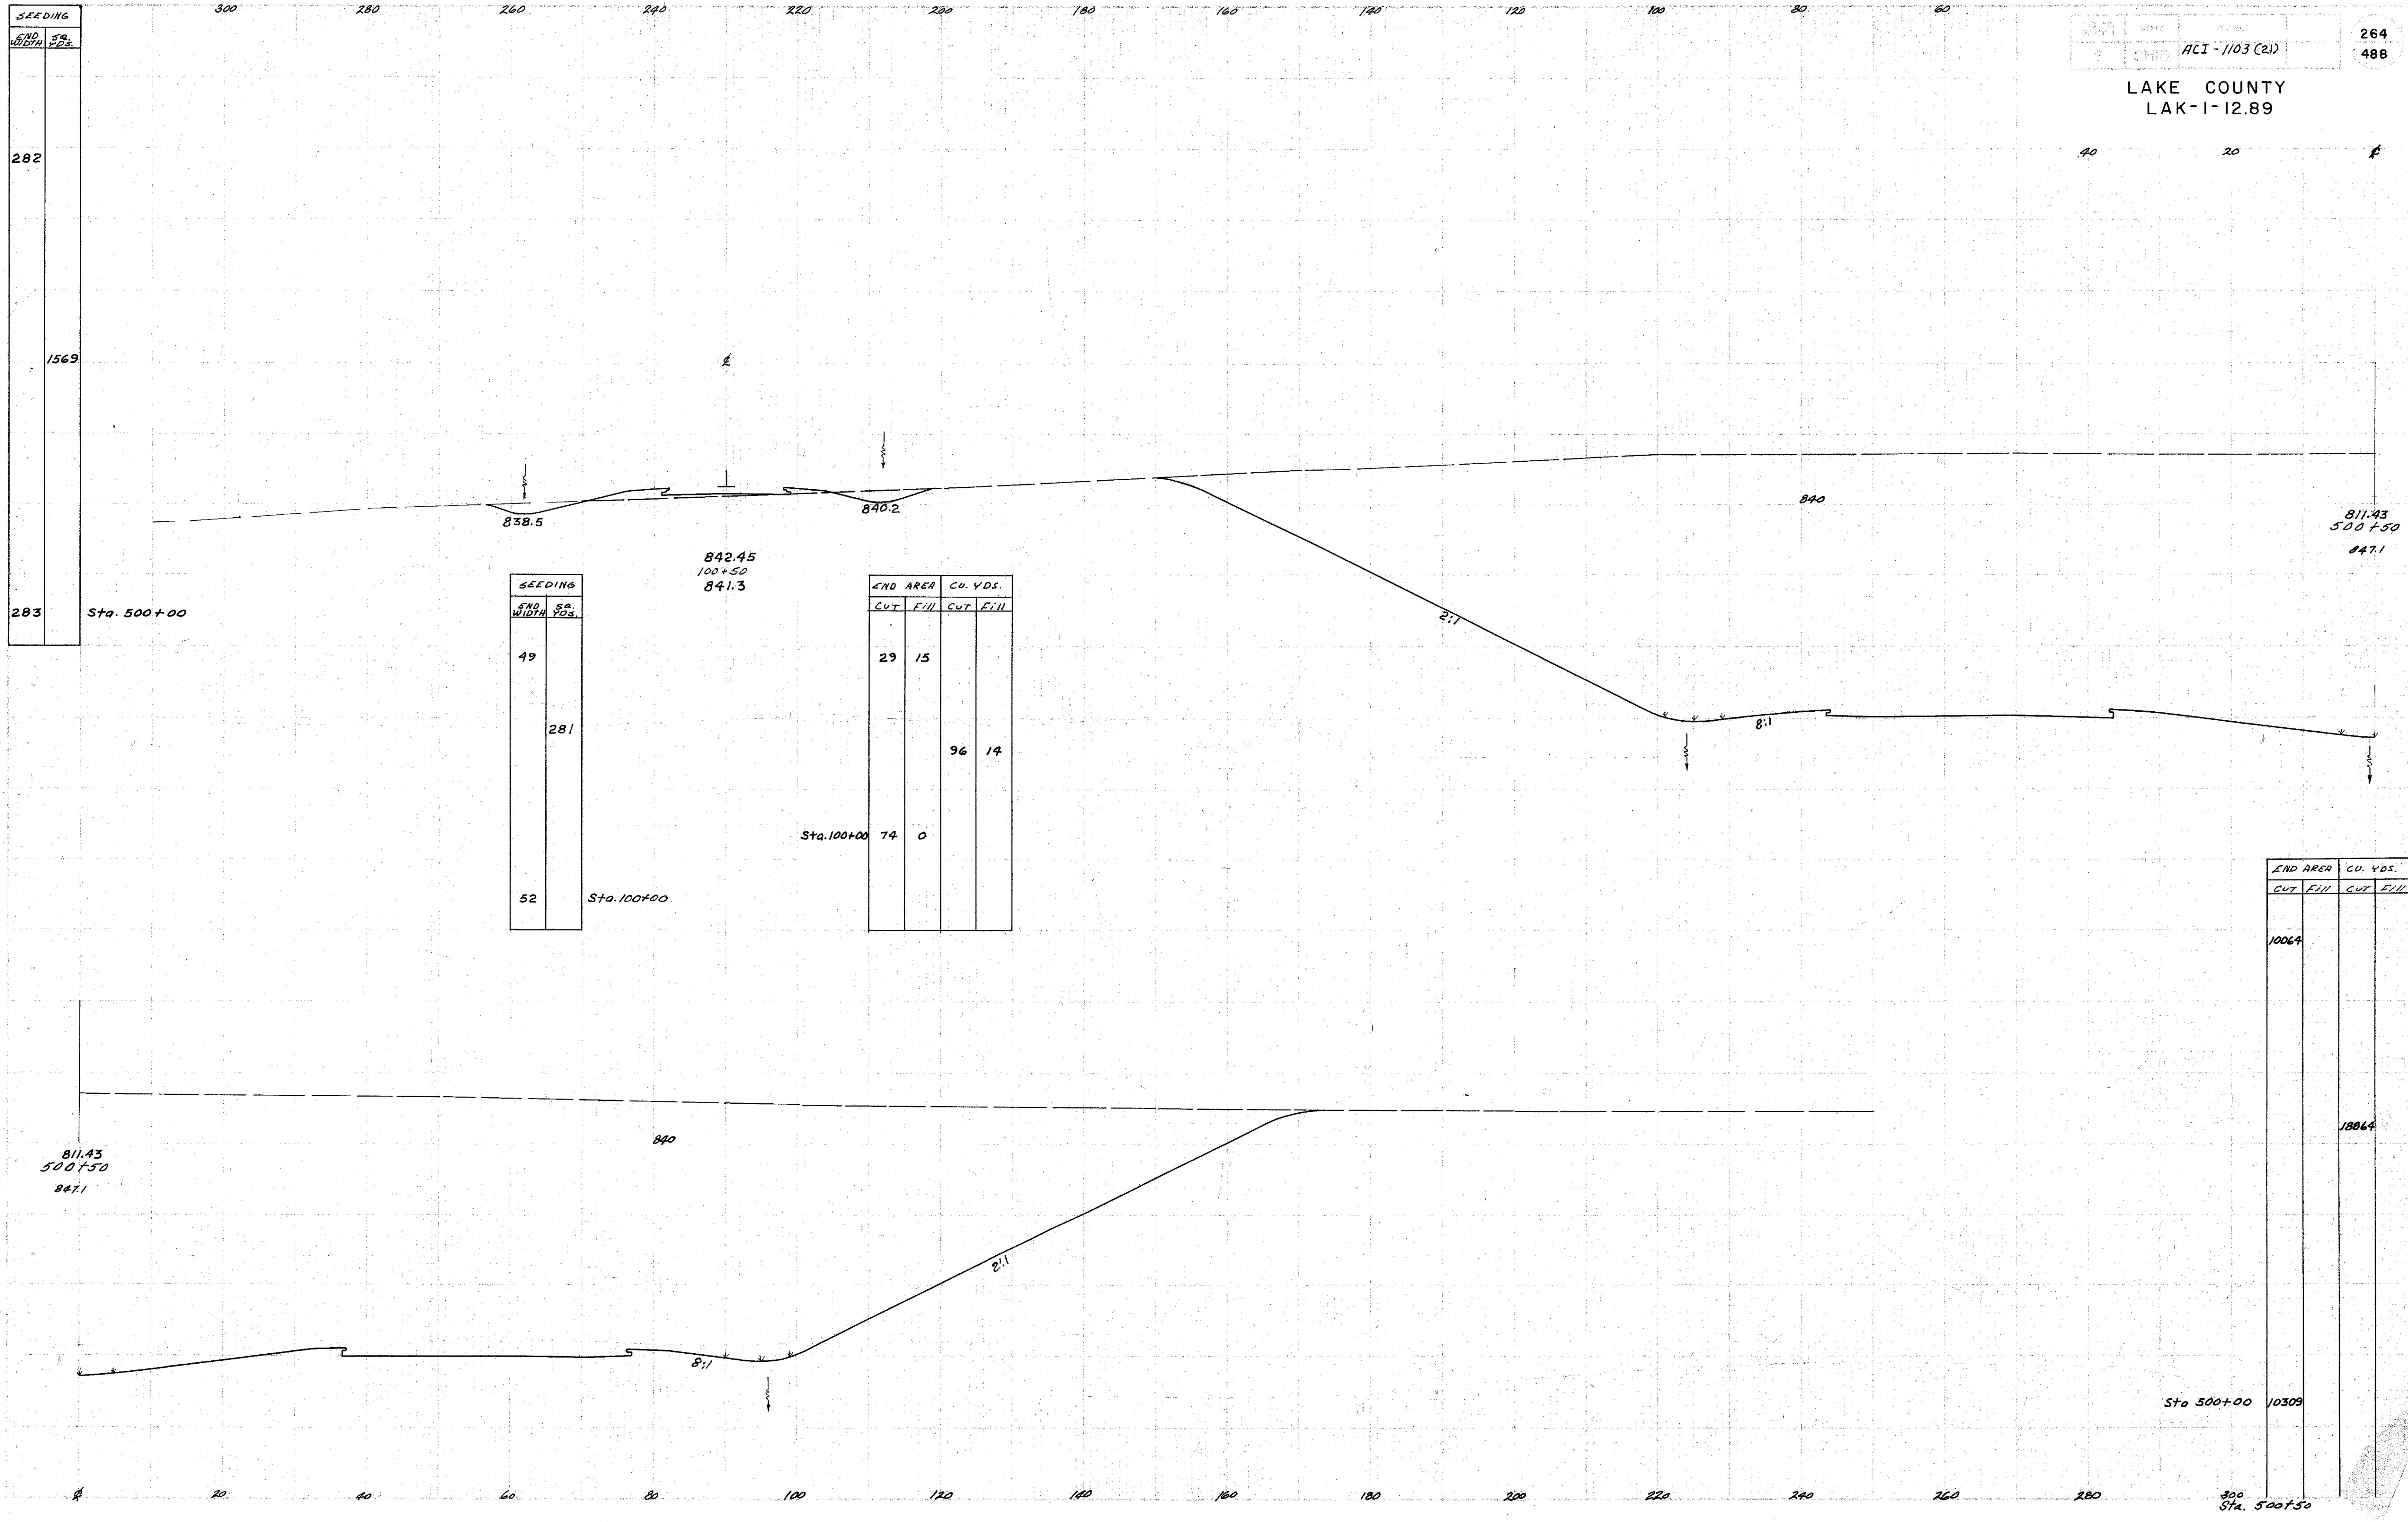 300 280 260 240 220 200 180 160 140 120 100 80 60
SEEDING
END WIDTH SQ. YDS.
282
1569
283 Sta. 500+00
OHIO ACI-1103(21)
264
488
LAKE COUNTY
LAK-1-12.89
40 20 ℄
℄
838.5
840.2
842.45
100+50
841.3
840
811.43
500+50
847.1
2:1
8:1
SEEDING
END WIDTH SQ. YDS.
49
281
52 Sta. 100+00
END AREA CU. YDS.
CUT Fill CUT Fill
29 15
96 14
Sta. 100+00 74 0
END AREA CU. YDS.
CUT Fill CUT Fill
10064
18864
Sta 500+00 10309
811.43
500+50
847.1
840
2:1
8:1
℄ 20 40 60 80 100 120 140 160 180 200 220 240 260 280 300
Sta. 500+50